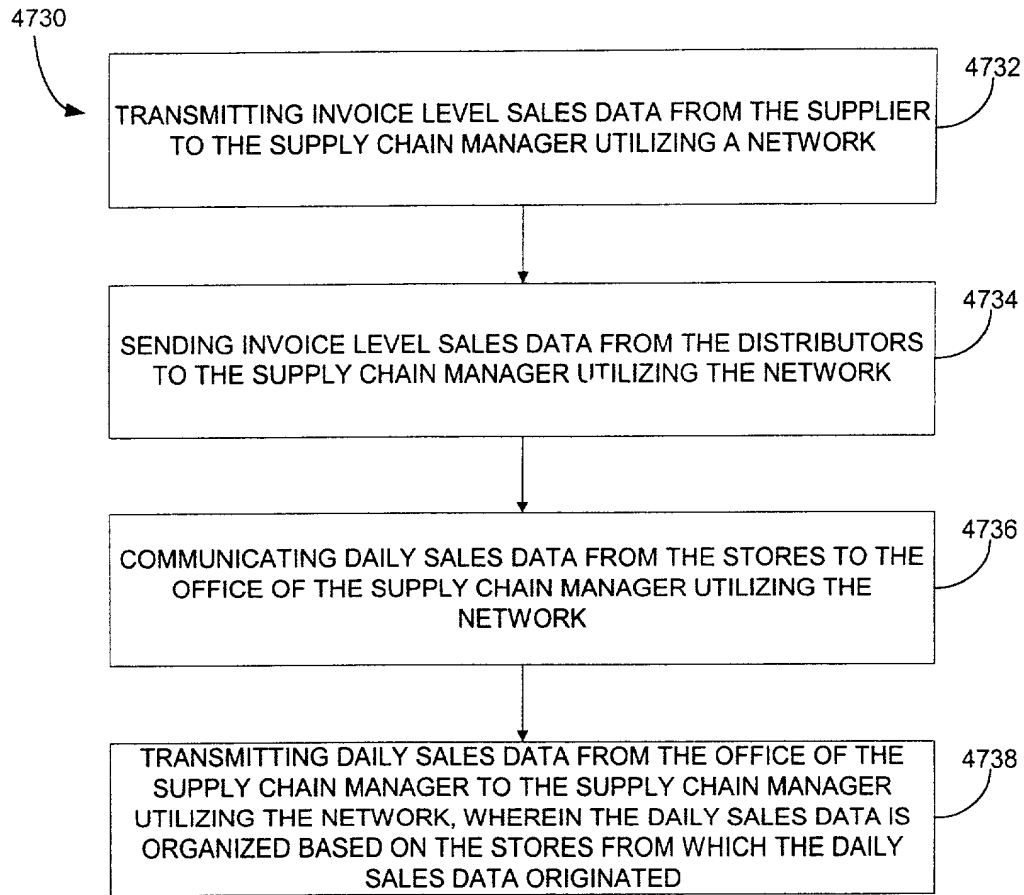 4730
4732
TRANSMITTING INVOICE LEVEL SALES DATA FROM THE SUPPLIER
TO THE SUPPLY CHAIN MANAGER UTILIZING A NETWORK
4734
SENDING INVOICE LEVEL SALES DATA FROM THE DISTRIBUTORS
TO THE SUPPLY CHAIN MANAGER UTILIZING THE NETWORK
4736
COMMUNICATING DAILY SALES DATA FROM THE STORES TO THE
OFFICE OF THE SUPPLY CHAIN MANAGER UTILIZING THE
NETWORK
4738
TRANSMITTING DAILY SALES DATA FROM THE OFFICE OF THE
SUPPLY CHAIN MANAGER TO THE SUPPLY CHAIN MANAGER
UTILIZING THE NETWORK, WHEREIN THE DAILY SALES DATA IS
ORGANIZED BASED ON THE STORES FROM WHICH THE DAILY
SALES DATA ORIGINATED